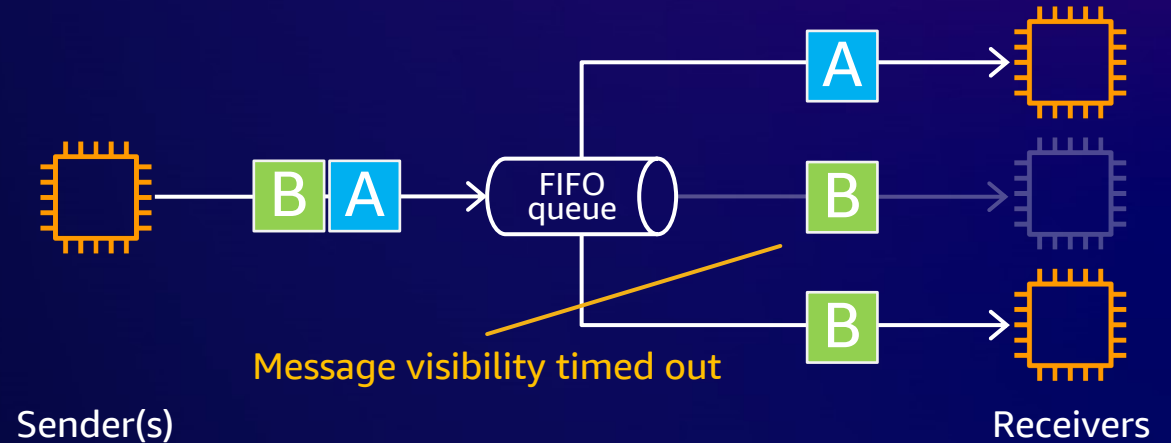 A
B A
FIFO
queue
B
B
Message visibility timed out
Sender(s)
Receivers